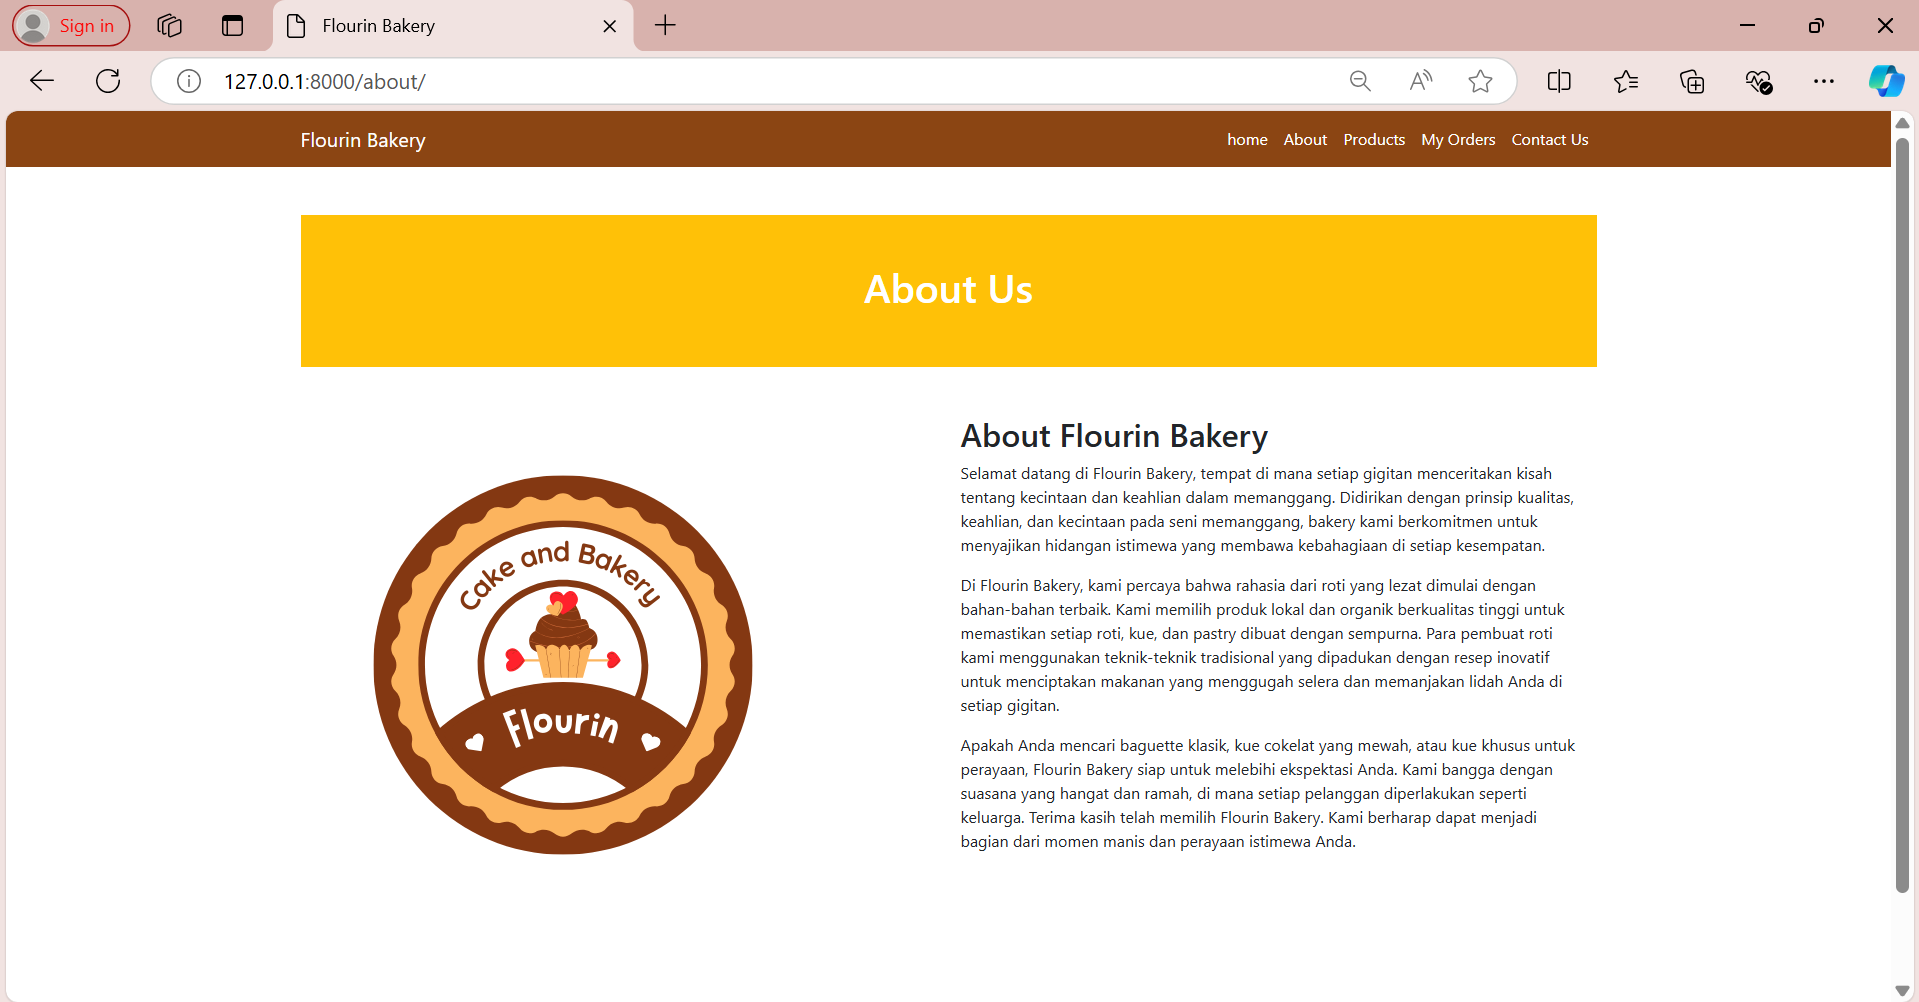 Sign in
Flourin Bakery
127.0.0.1:8000/about/
Flourin Bakery
home About Products My Orders Contact Us
About Us
Cake and Bakery
Flourin
About Flourin Bakery
Selamat datang di Flourin Bakery, tempat di mana setiap gigitan menceritakan kisah
tentang kecintaan dan keahlian dalam memanggang. Didirikan dengan prinsip kualitas,
keahlian, dan kecintaan pada seni memanggang, bakery kami berkomitmen untuk
menyajikan hidangan istimewa yang membawa kebahagiaan di setiap kesempatan.
Di Flourin Bakery, kami percaya bahwa rahasia dari roti yang lezat dimulai dengan
bahan-bahan terbaik. Kami memilih produk lokal dan organik berkualitas tinggi untuk
memastikan setiap roti, kue, dan pastry dibuat dengan sempurna. Para pembuat roti
kami menggunakan teknik-teknik tradisional yang dipadukan dengan resep inovatif
untuk menciptakan makanan yang menggugah selera dan memanjakan lidah Anda di
setiap gigitan.
Apakah Anda mencari baguette klasik, kue cokelat yang mewah, atau kue khusus untuk
perayaan, Flourin Bakery siap untuk melebihi ekspektasi Anda. Kami bangga dengan
suasana yang hangat dan ramah, di mana setiap pelanggan diperlakukan seperti
keluarga. Terima kasih telah memilih Flourin Bakery. Kami berharap dapat menjadi
bagian dari momen manis dan perayaan istimewa Anda.